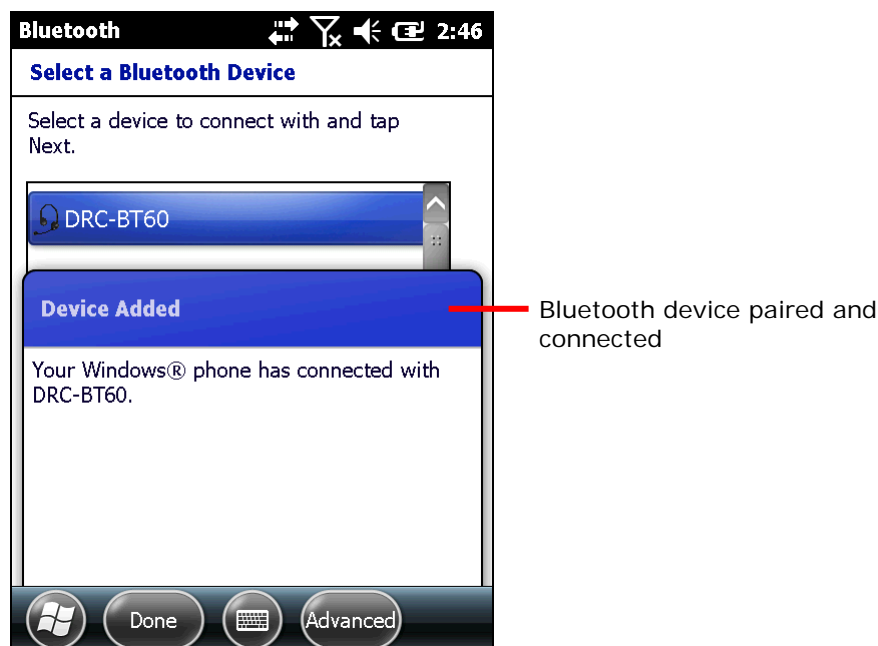 Bluetooth 2:46
Select a Bluetooth Device
Select a device to connect with and tap
Next.
DRC-BT60
Device Added
Your Windows® phone has connected with
DRC-BT60.
Done Advanced
Bluetooth device paired and
connected